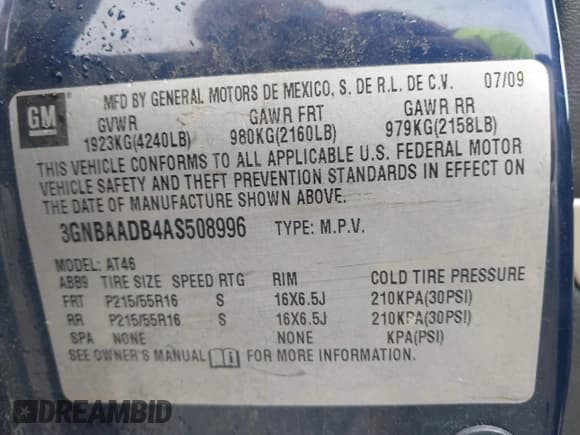 MFD BY GENERAL MOTORS DE MEXICO, S. DE R.L. DE C.V. 07/09
GM
GVWR GAWR FRT GAWR RR
1923KG(4240LB) 980KG(2160LB) 979KG(2158LB)
THIS VEHICLE CONFORMS TO ALL APPLICABLE U.S. FEDERAL MOTOR
VEHICLE SAFETY AND THEFT PREVENTION STANDARDS IN EFFECT ON
THE DATE OF MANUFACTURE SHOWN ABOVE.
3GNBAADB4AS508996 TYPE: M.P.V.
MODEL: AT46
ABB9 TIRE SIZE SPEED RTG RIM COLD TIRE PRESSURE
FRT P215/55R16 S 16X6.5J 210KPA(30PSI)
RR P215/55R16 S 16X6.5J 210KPA(30PSI)
SPA NONE NONE KPA(PSI)
SEE OWNER'S MANUAL FOR MORE INFORMATION.
DREAMBID